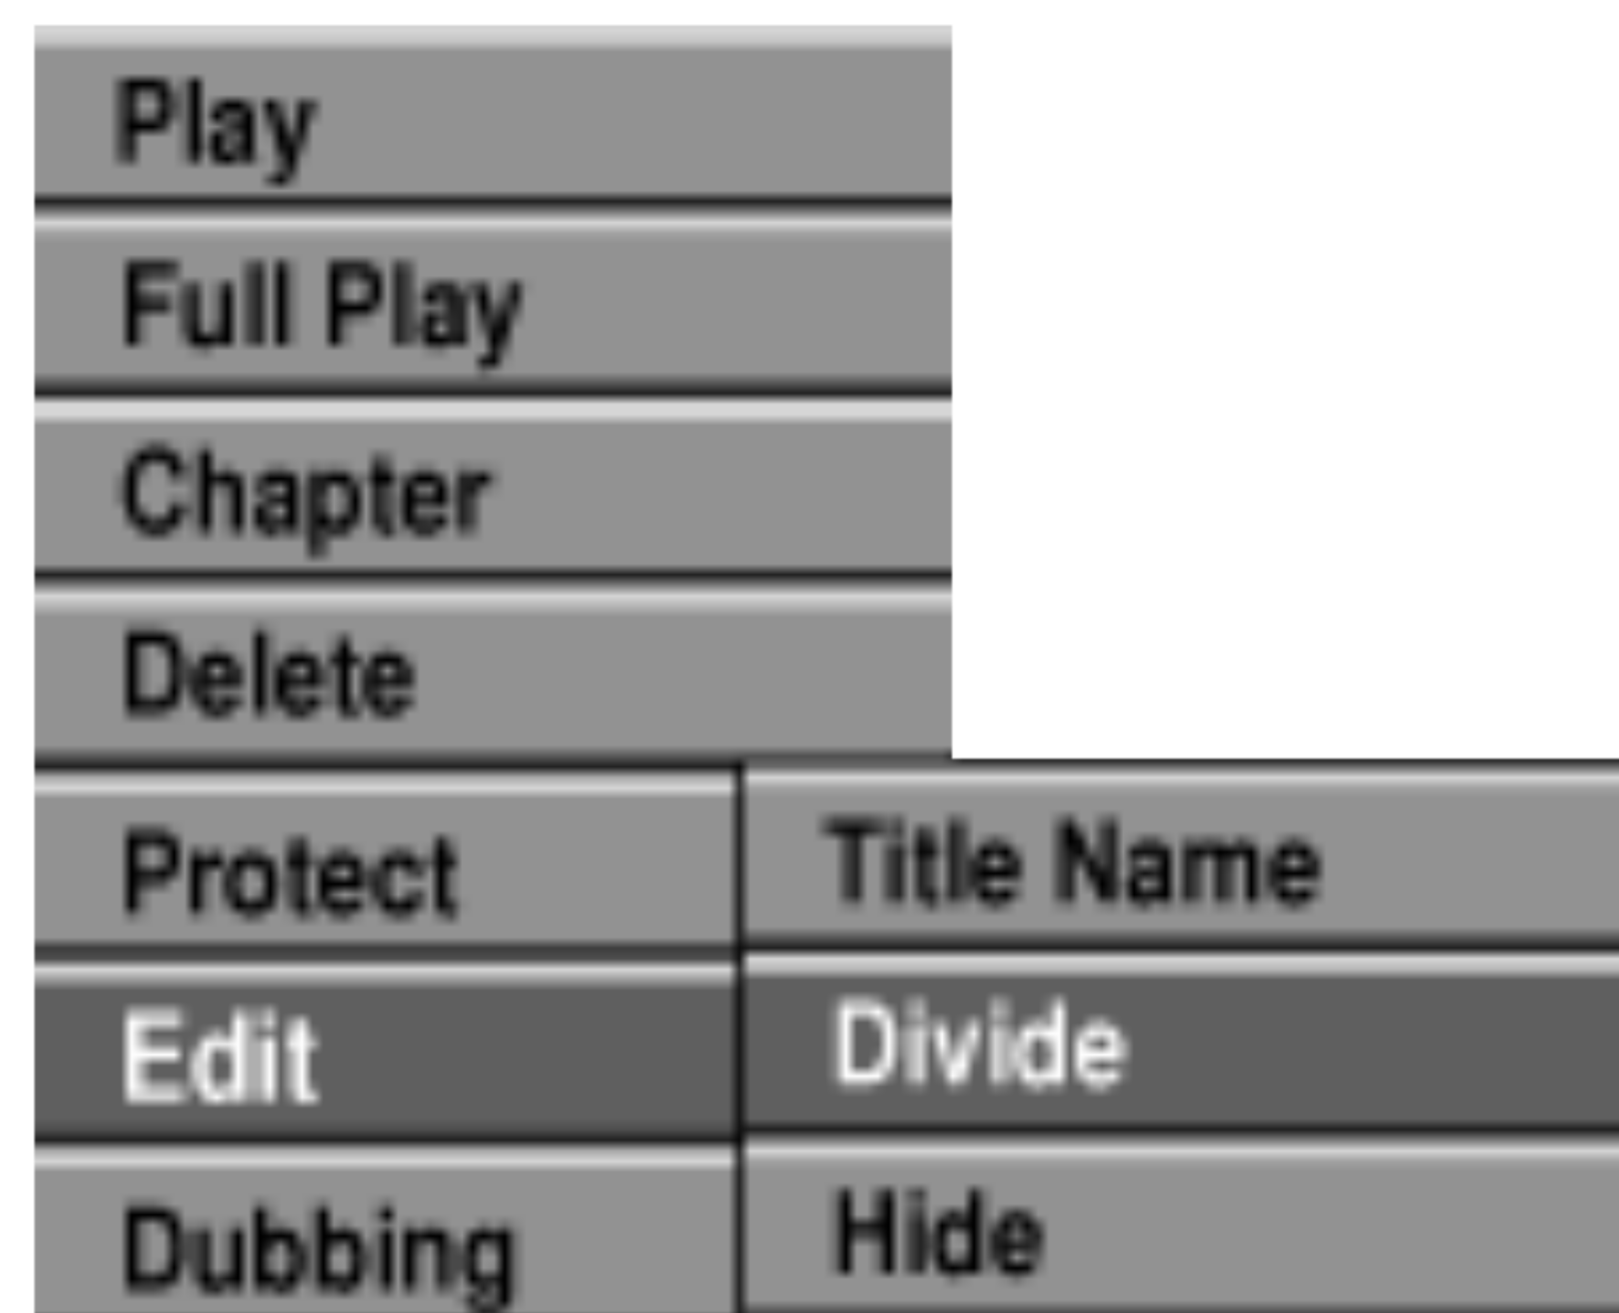 Play
Full Play
Chapter
Delete
Protect
Title Name
Edit
Divide
Dubbing
Hide